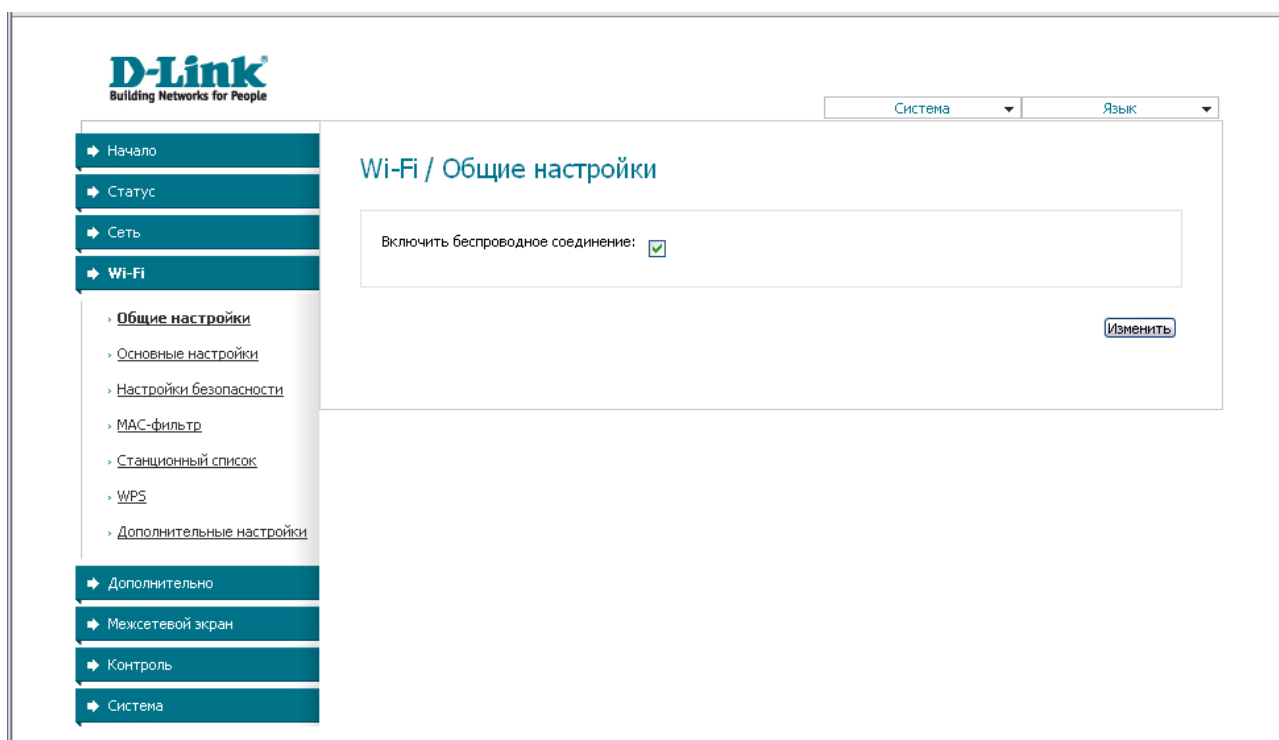 D-Link
Building Networks for People
Система
Язык
Начало
Статус
Сеть
Wi-Fi
Общие настройки
Основные настройки
Настройки безопасности
MAC-фильтр
Станционный список
WPS
Дополнительные настройки
Дополнительно
Межсетевой экран
Контроль
Система
Wi-Fi / Общие настройки
Включить беспроводное соединение:
Изменить